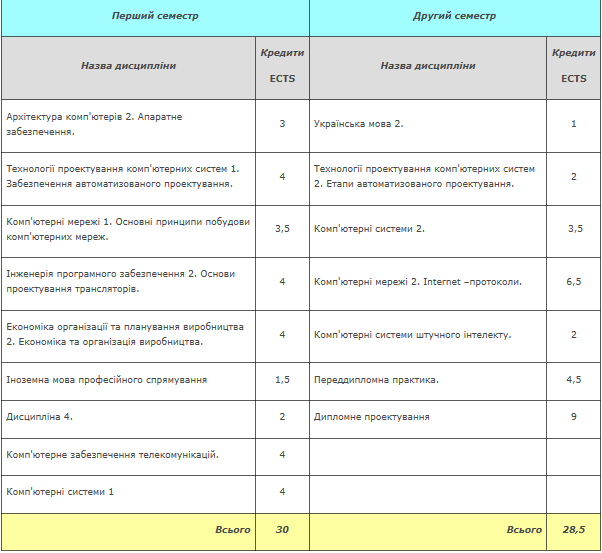 Перший семестр	Другий семестр
Назва дисципліни	Кредити ECTS	Назва дисципліни	Кредити ECTS
Архітектура комп'ютерів 2. Апаратне
забезпечення.	3	Українська мова 2.	1
Технології проектування комп'ютерних систем 1.
Забезпечення автоматизованого проектування.	4	Технології проектування комп'ютерних систем
2. Етапи автоматизованого проектування.	2
Комп'ютерні мережі 1. Основні принципи побудови
комп'ютерних мереж.	3,5	Комп'ютерні системи 2.	3,5
Інженерія програмного забезпечення 2. Основи
проектування трансляторів.	4	Комп'ютерні мережі 2. Internet –протоколи.	6,5
Економіка організації та планування виробництва
2. Економіка та організація виробництва.	4	Комп'ютерні системи штучного інтелекту.	2
Іноземна мова професійного спрямування	1,5	Переддипломна практика.	4,5
Дисципліна 4.	2	Дипломне проектування	9
Комп'ютерне забезпечення телекомунікацій.	4
Комп'ютерні системи 1	4
Всього	30	Всього	28,5